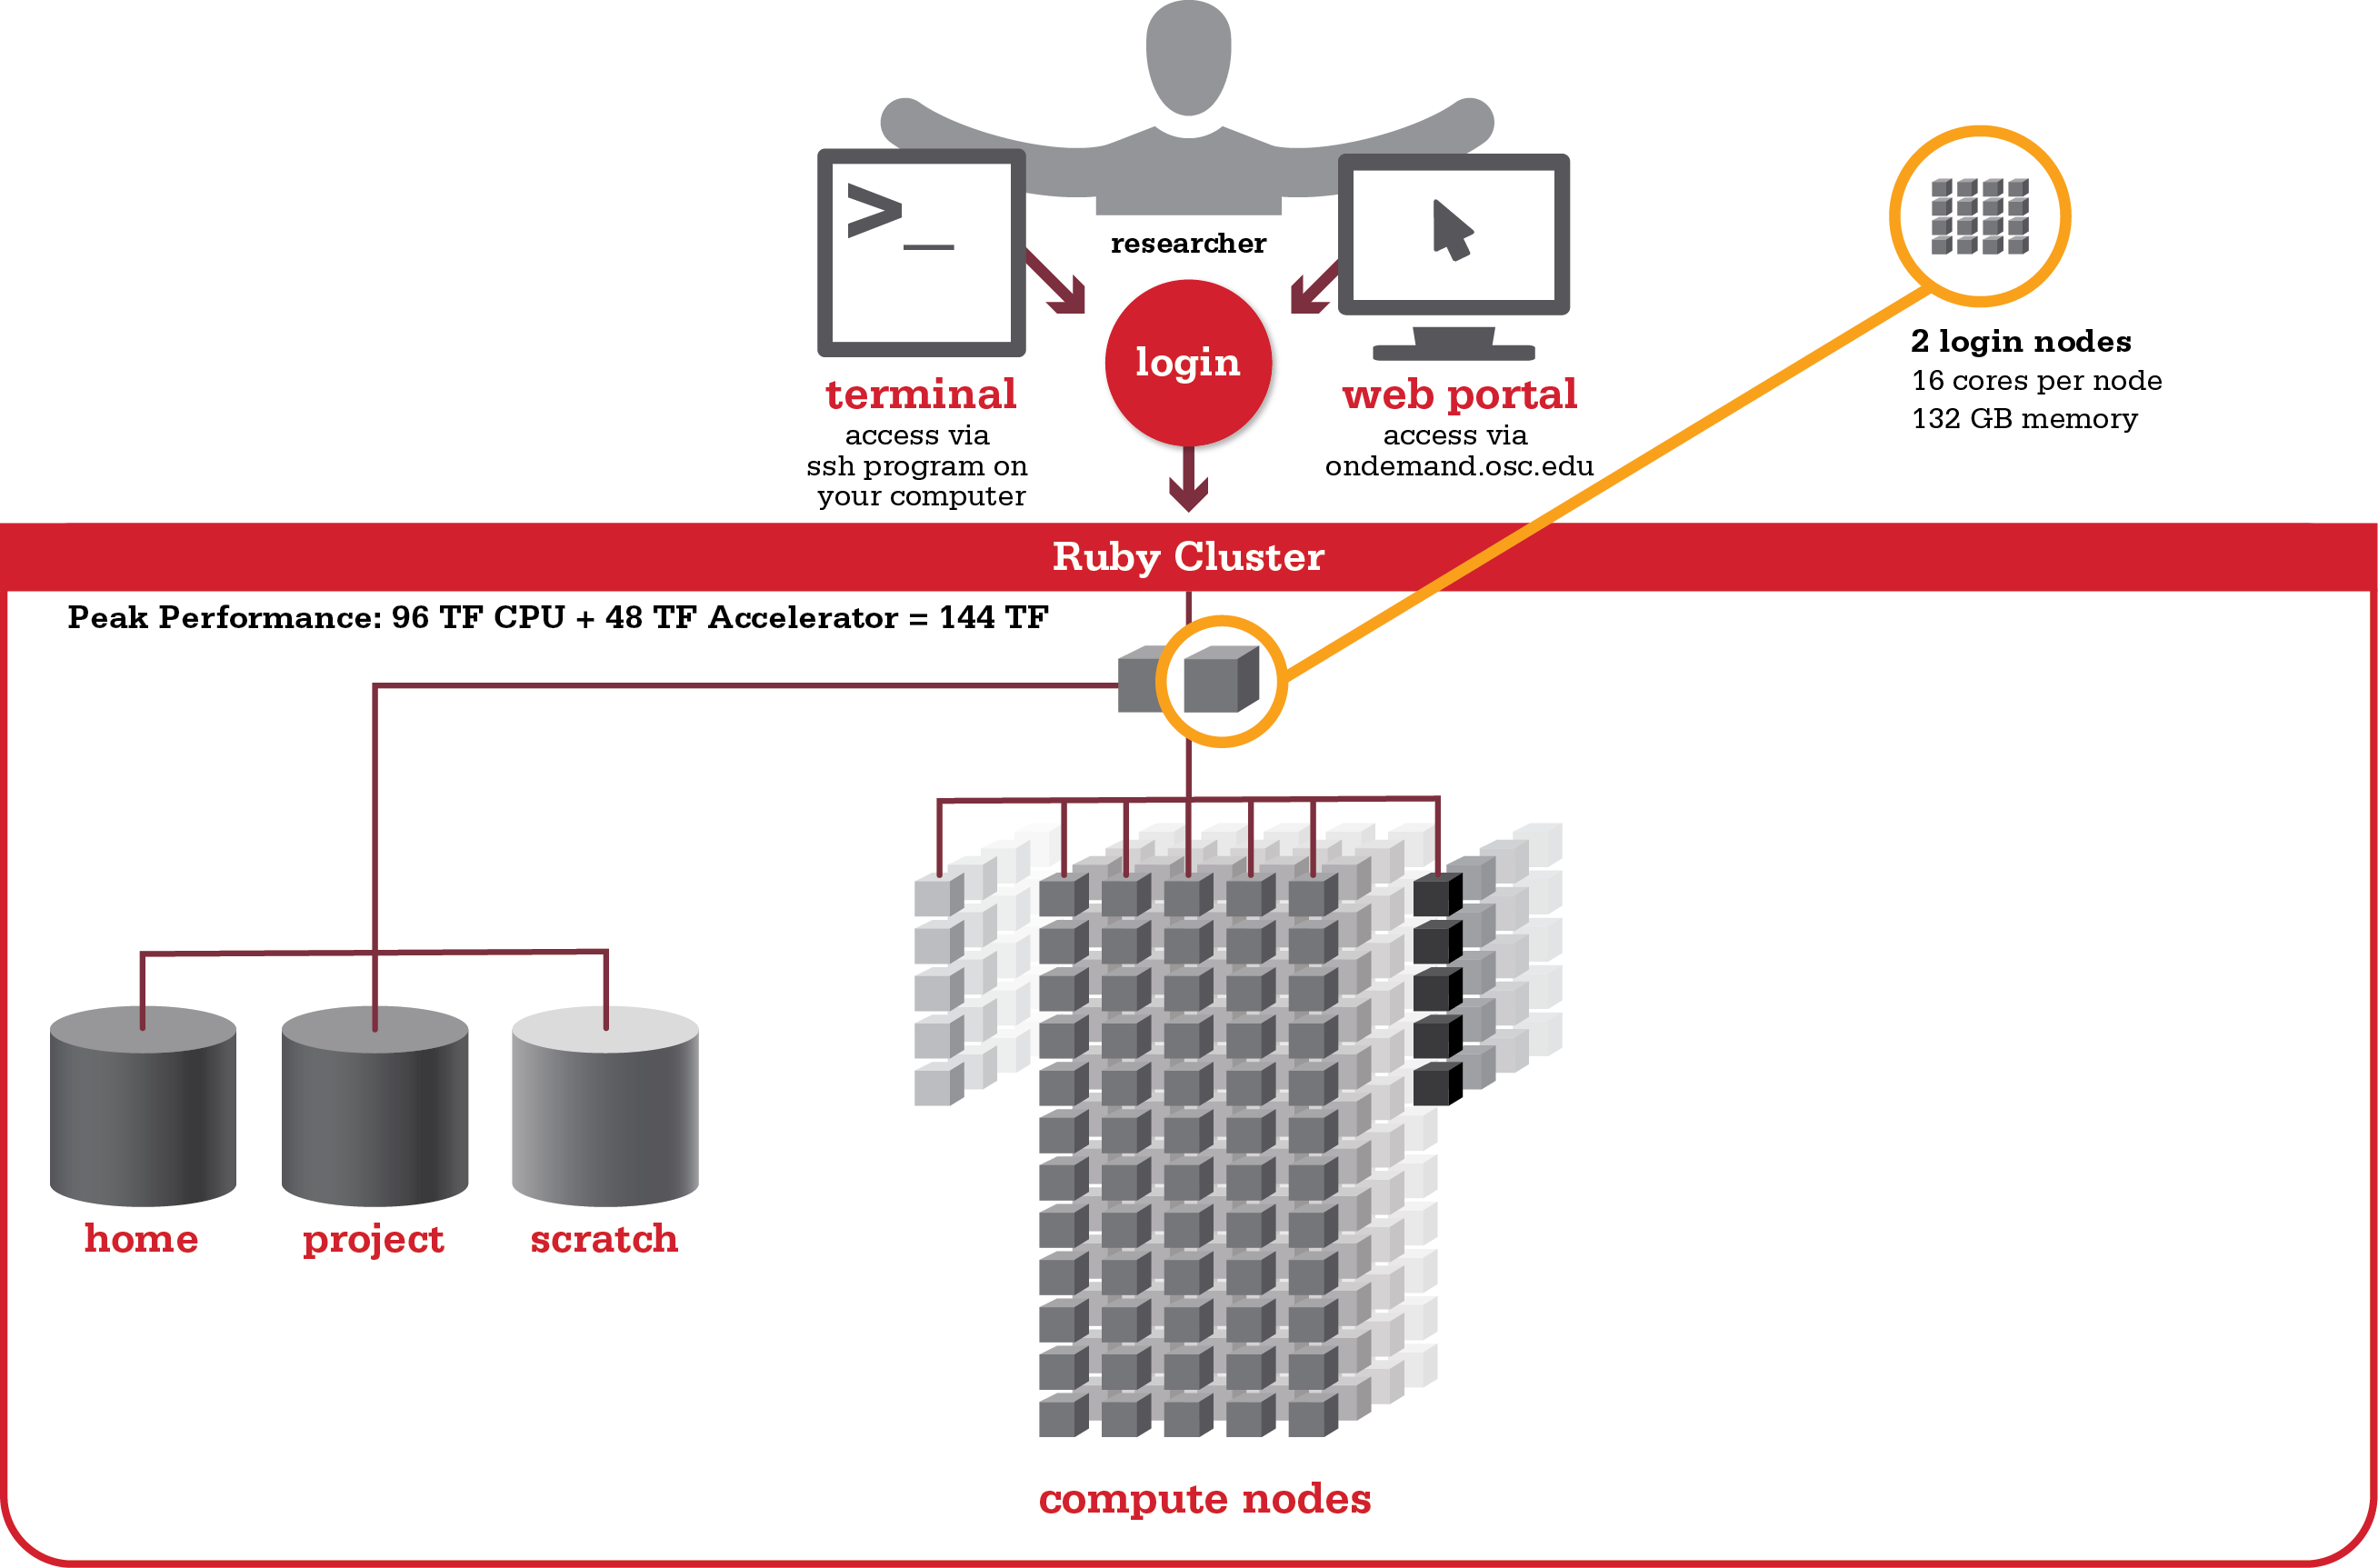 >_
researcher
login
terminal
access via
ssh program on
your computer
web portal
access via
ondemand.osc.edu
2 login nodes
16 cores per node
132 GB memory
Ruby Cluster
Peak Performance: 96 TF CPU + 48 TF Accelerator = 144 TF
home
project
scratch
compute nodes